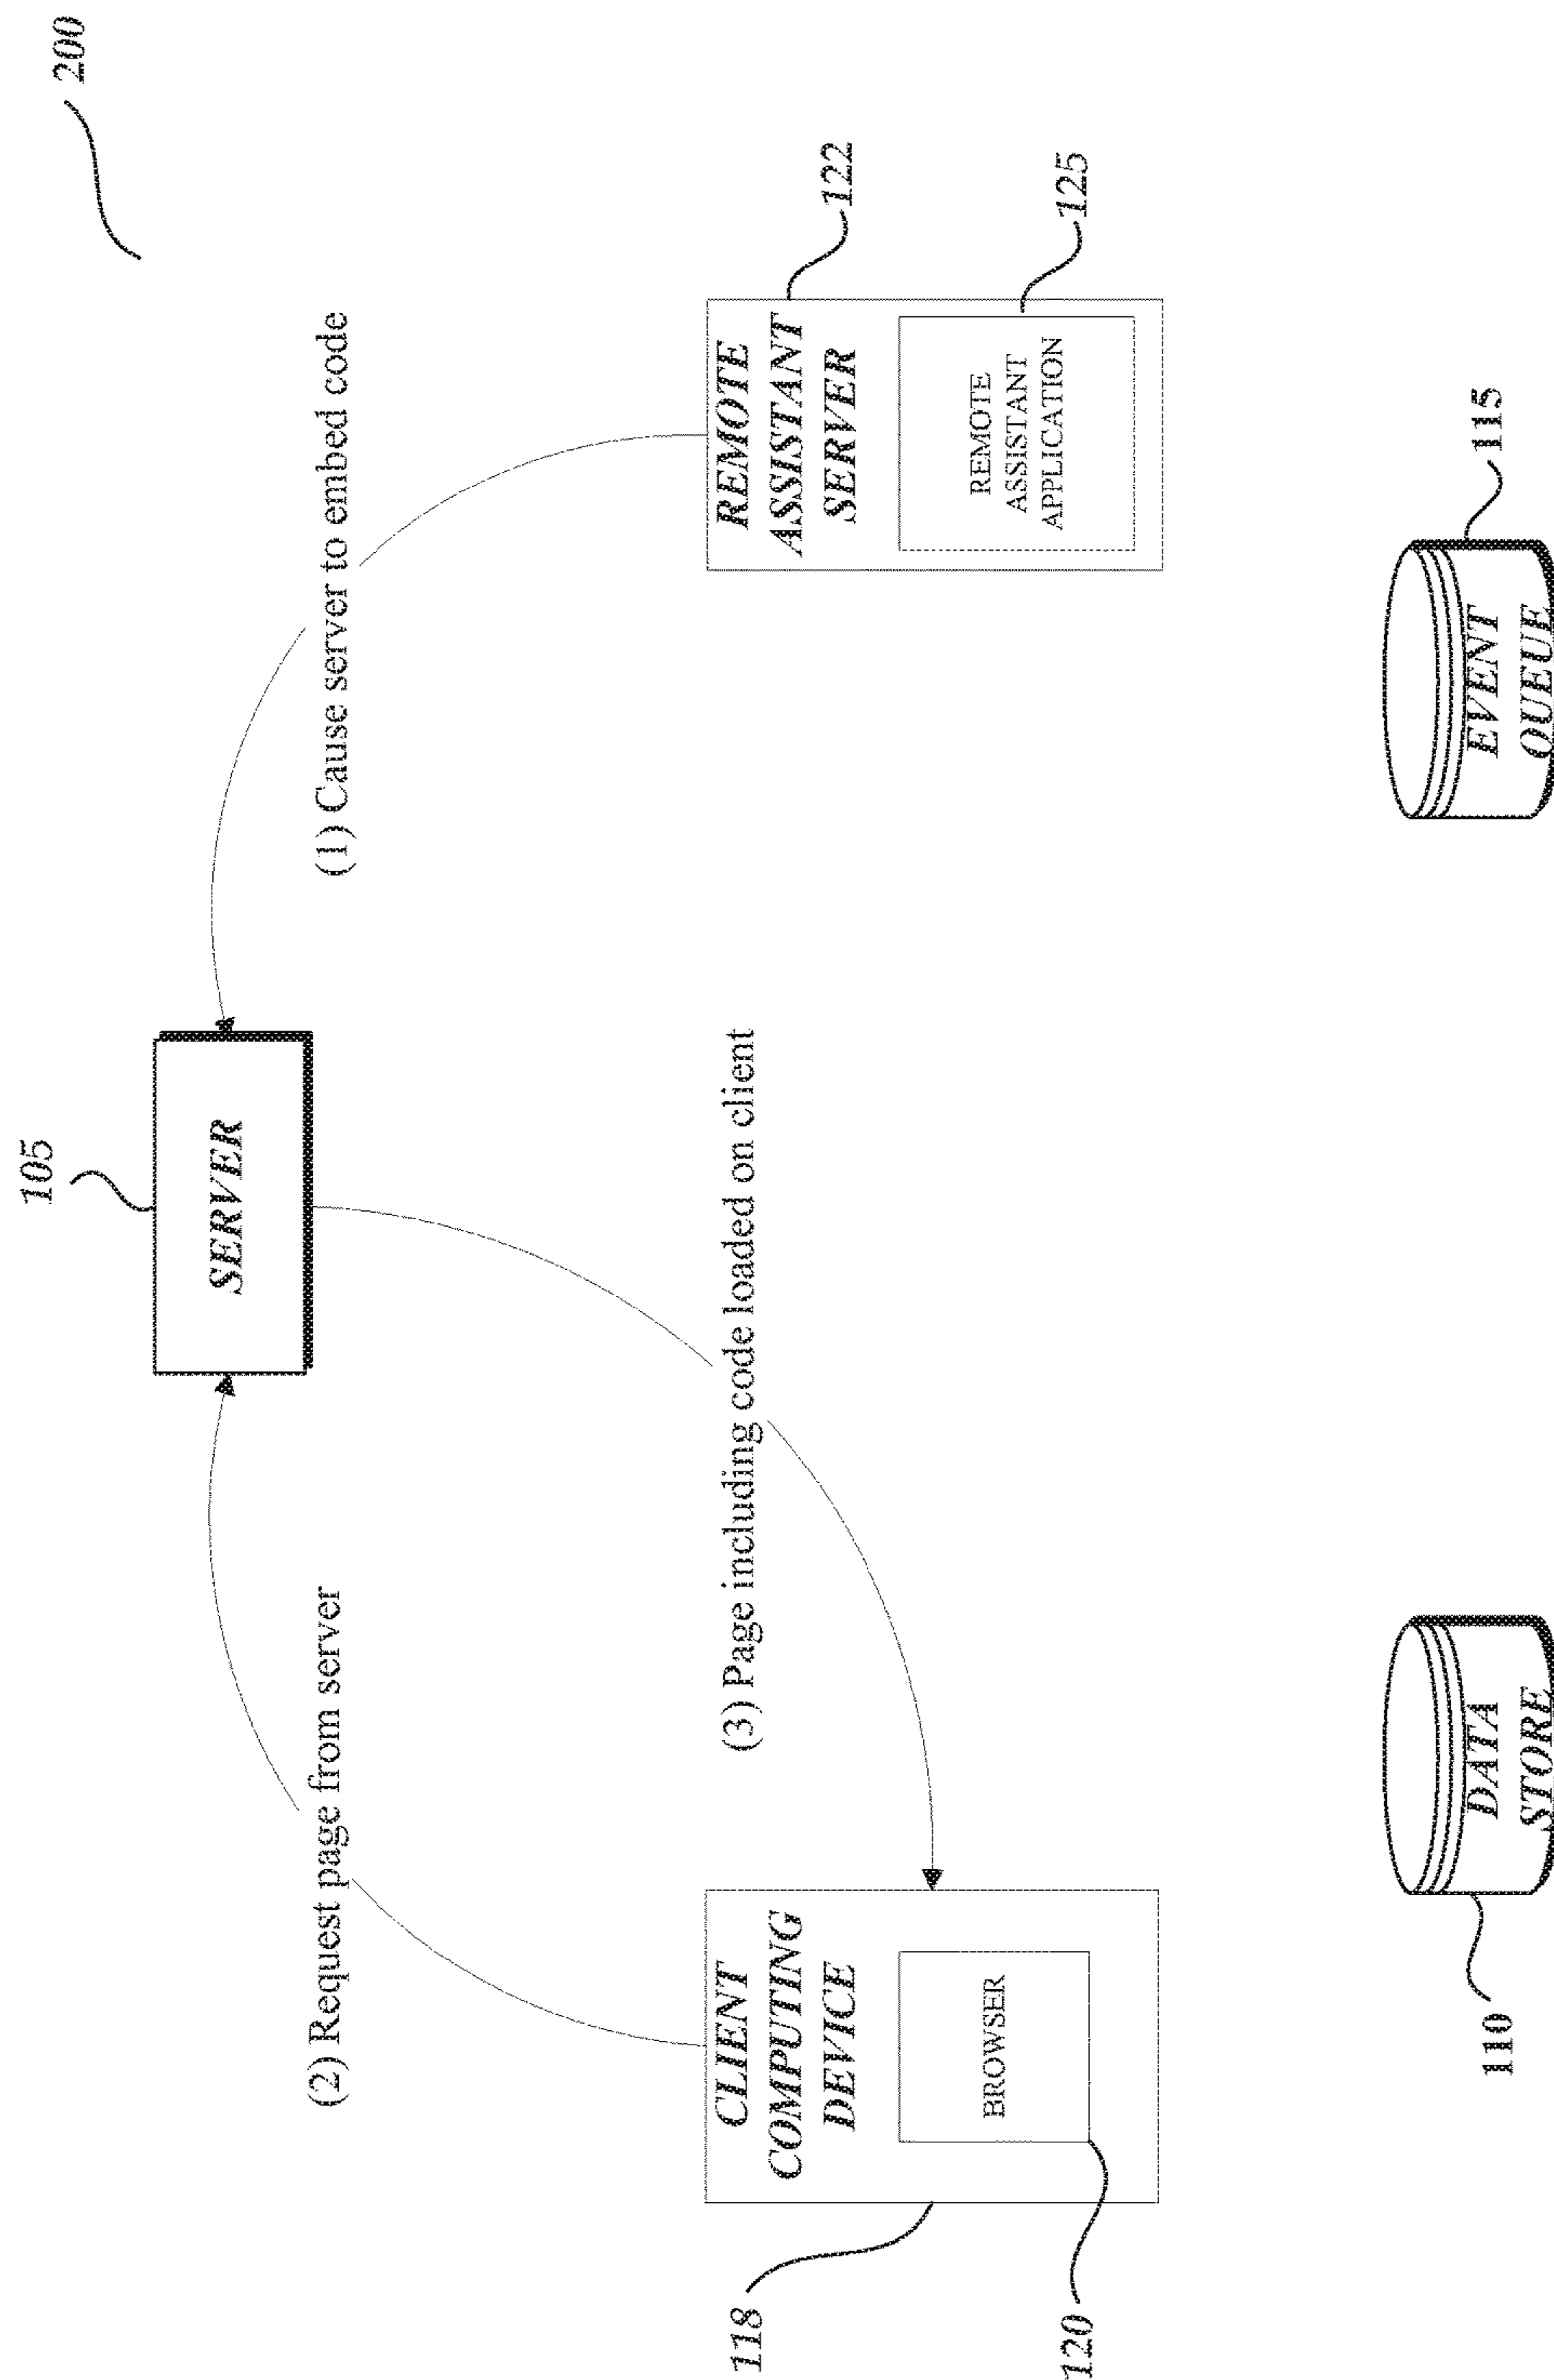 200
105
SERVER
(1) Cause server to embed code
(2) Request page from server
(3) Page including code loaded on client
CLIENT
COMPUTING
DEVICE
BROWSER
118
120
REMOTE
ASSISTANT
SERVER
122
REMOTE
ASSISTANT
APPLICATION
125
DATA
STORE
110
EVENT
QUEUE
115